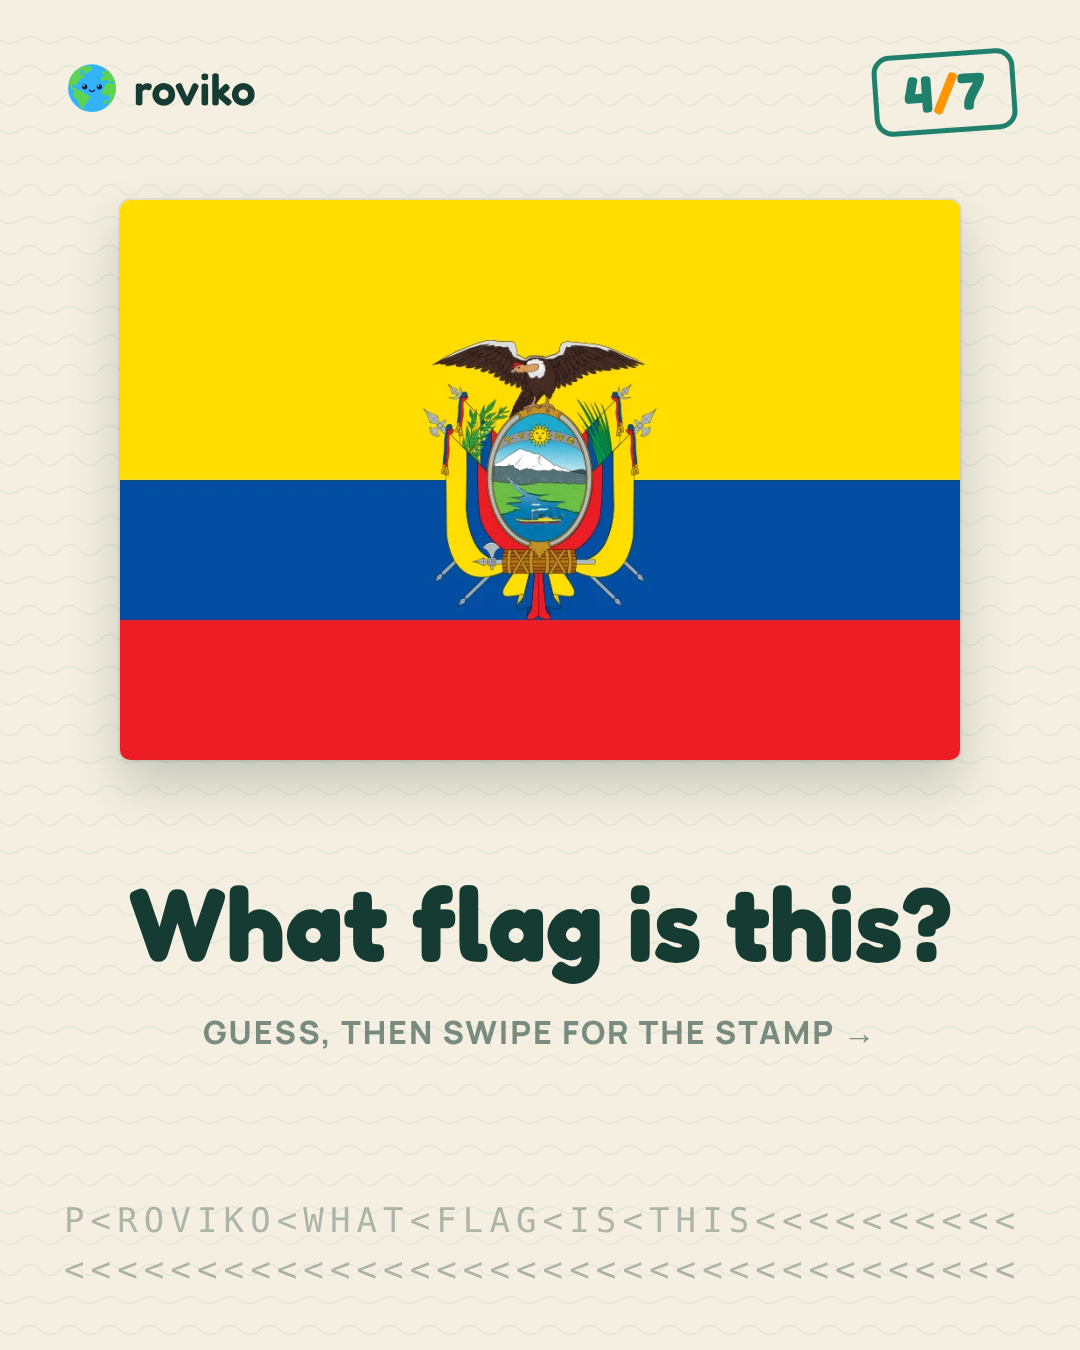 roviko
4/7
What flag is this?
GUESS, THEN SWIPE FOR THE STAMP →
P<ROVIKO<WHAT<FLAG<IS<THIS<<<<<<<<<<
<<<<<<<<<<<<<<<<<<<<<<<<<<<<<<<<<<<<